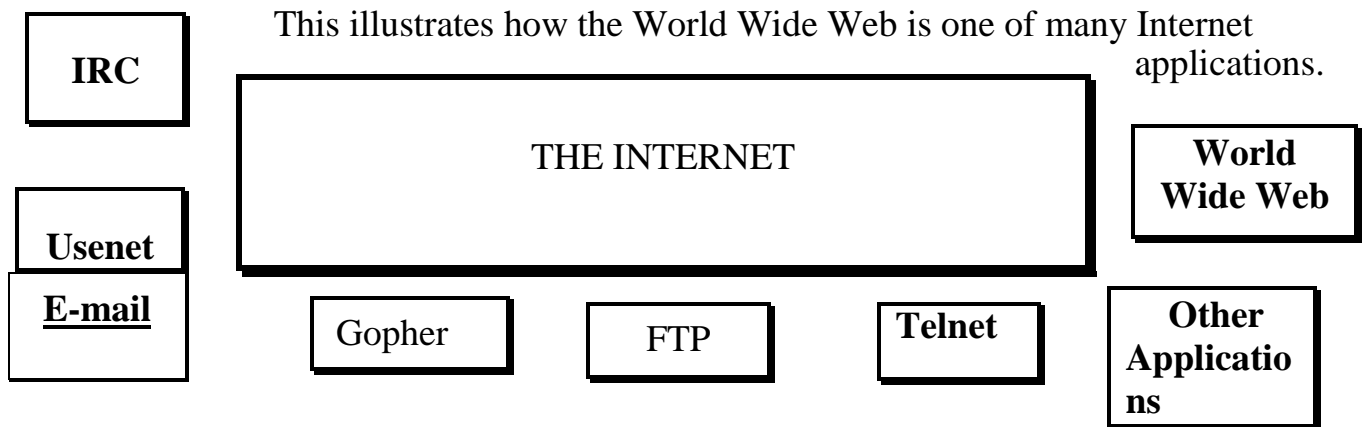 This illustrates how the World Wide Web is one of many Internet
applications.
IRC
THE INTERNET
World
Wide Web
Usenet
E-mail
Gopher
FTP
Telnet
Other
Applicatio
ns